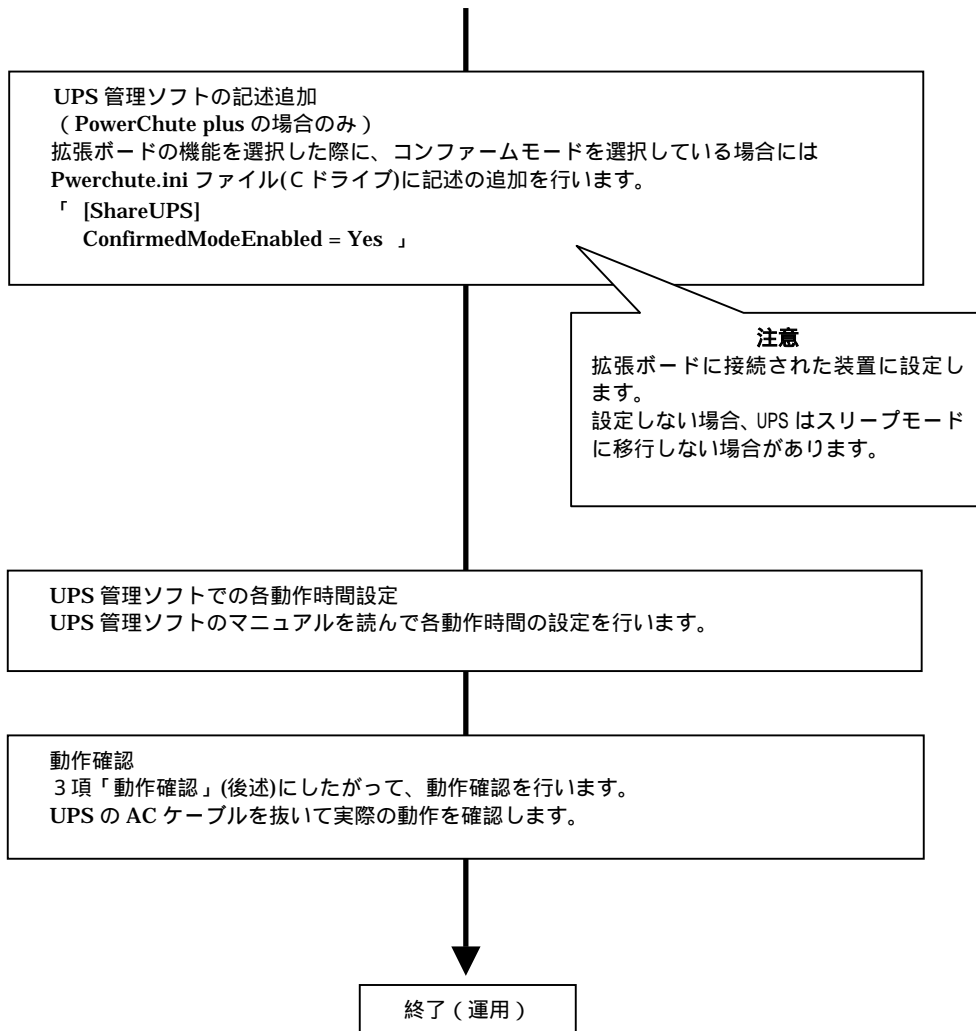 UPS 管理ソフトの記述追加
（PowerChute plus の場合のみ）
拡張ボードの機能を選択した際に、コンファームモードを選択している場合には
Pwerchute.ini ファイル(Cドライブ)に記述の追加を行います。
「 [ShareUPS]
ConfirmedModeEnabled = Yes 」
注意
拡張ボードに接続された装置に設定し
ます。
設定しない場合、UPS はスリープモード
に移行しない場合があります。
UPS 管理ソフトでの各動作時間設定
UPS 管理ソフトのマニュアルを読んで各動作時間の設定を行います。
動作確認
３項「動作確認」(後述)にしたがって、動作確認を行います。
UPS の AC ケーブルを抜いて実際の動作を確認します。
終了（運用）